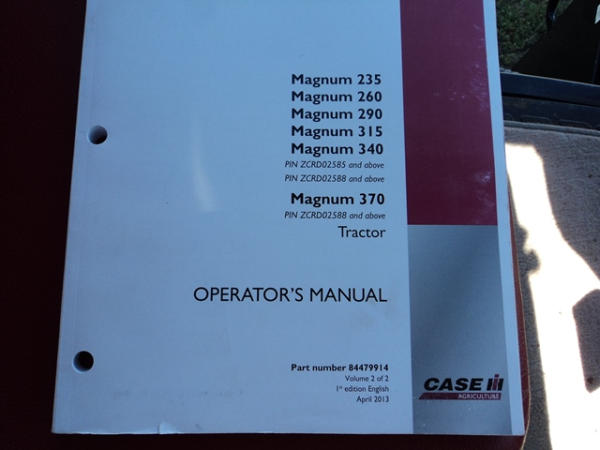 Magnum 235
Magnum 260
Magnum 290
Magnum 315
Magnum 340
PIN ZCRD02585 and above
PIN ZCRD02588 and above
Magnum 370
PIN ZCRD02588 and above
Tractor
OPERATOR'S MANUAL
Part number 84479914
Volume 2 of 2
1st edition English
April 2013
CASE IH
AGRICULTURE